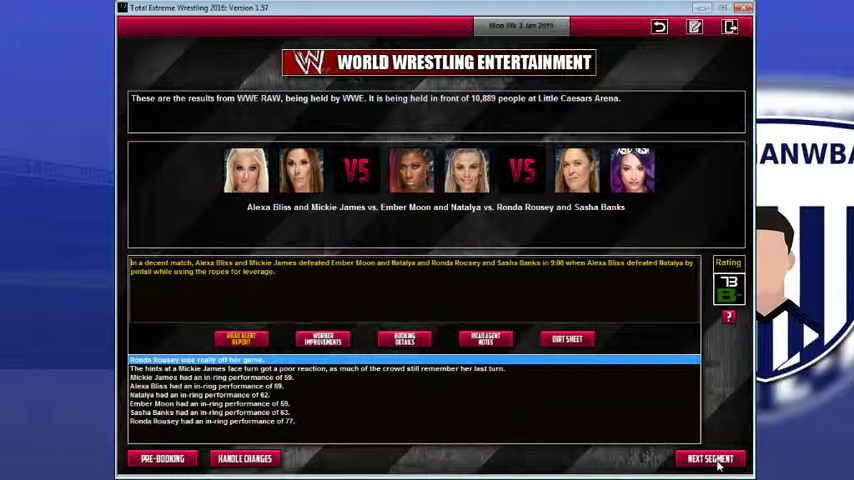 Total Extreme Wrestling 2016: Version 1.57
Mon Wk 3 Jan 2019
W WORLD WRESTLING ENTERTAINMENT
These are the results from WWE RAW, being held by WWE. It is being held in front of 10,889 people at Little Caesars Arena.
VS VS
Alexa Bliss and Mickie James vs. Ember Moon and Natalya vs. Ronda Rousey and Sasha Banks
In a decent match, Alexa Bliss and Mickie James defeated Ember Moon and Natalya and Ronda Rousey and Sasha Banks in 9:08 when Alexa Bliss defeated Natalya by
pinfall while using the ropes for leverage.
Rating
73
B-
?
ROAD AGENT REPORT
WORKER IMPROVEMENTS
BOOKING DETAILS
ROAD AGENT NOTES
DIRT SHEET
Ronda Rousey was really off her game.
The hints at a Mickie James face turn got a poor reaction, as much of the crowd still remember her last turn.
Mickie James had an in-ring performance of 59.
Alexa Bliss had an in-ring performance of 69.
Natalya had an in-ring performance of 62.
Ember Moon had an in-ring performance of 59.
Sasha Banks had an in-ring performance of 63.
Ronda Rousey had an in-ring performance of 77.
PRE-BOOKING
HANDLE CHANGES
NEXT SEGMENT
HANWBA